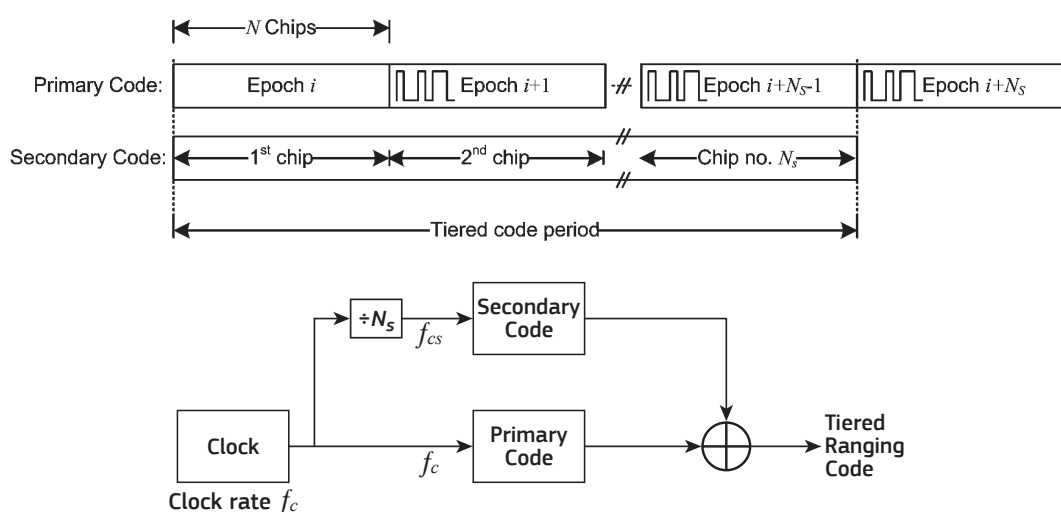 N Chips
Primary Code: Epoch i Epoch i+1 Epoch i+NS-1 Epoch i+NS
Secondary Code: 1st chip 2nd chip Chip no. Ns
Tiered code period
÷NS fcs Secondary Code
Clock fc Primary Code Tiered Ranging Code
Clock rate fc